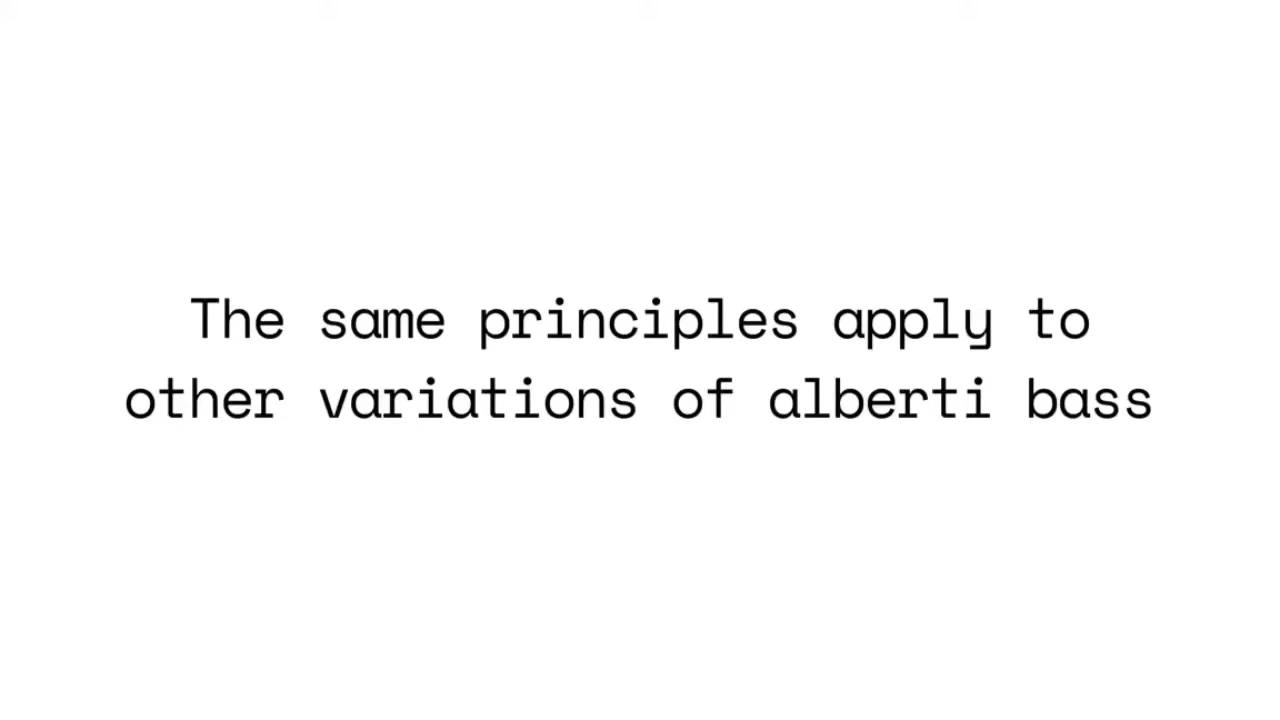 The same principles apply to
other variations of alberti bass